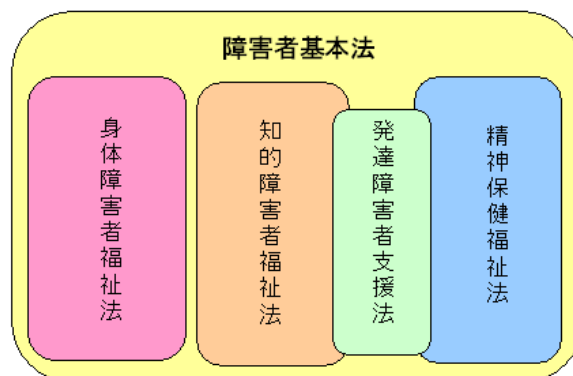 障害者基本法
身体障害者福祉法
知的障害者福祉法
発達障害者支援法
精神保健福祉法